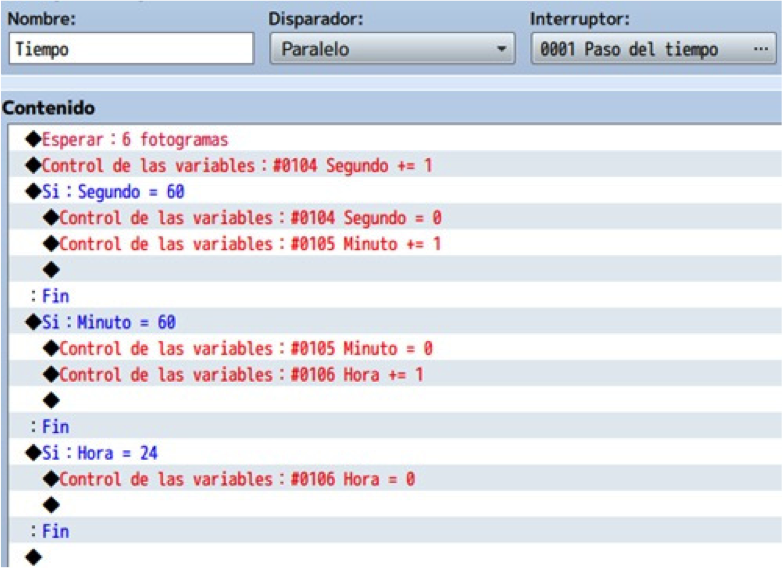 Nombre: Disparador: Interruptor:
Tiempo Paralelo 0001 Paso del tiempo ...
Contenido
◆Esperar：6 fotogramas
◆Control de las variables：#0104 Segundo += 1
◆Si：Segundo = 60
◆Control de las variables：#0104 Segundo = 0
◆Control de las variables：#0105 Minuto += 1
◆
：Fin
◆Si：Minuto = 60
◆Control de las variables：#0105 Minuto = 0
◆Control de las variables：#0106 Hora += 1
◆
：Fin
◆Si：Hora = 24
◆Control de las variables：#0106 Hora = 0
◆
：Fin
◆